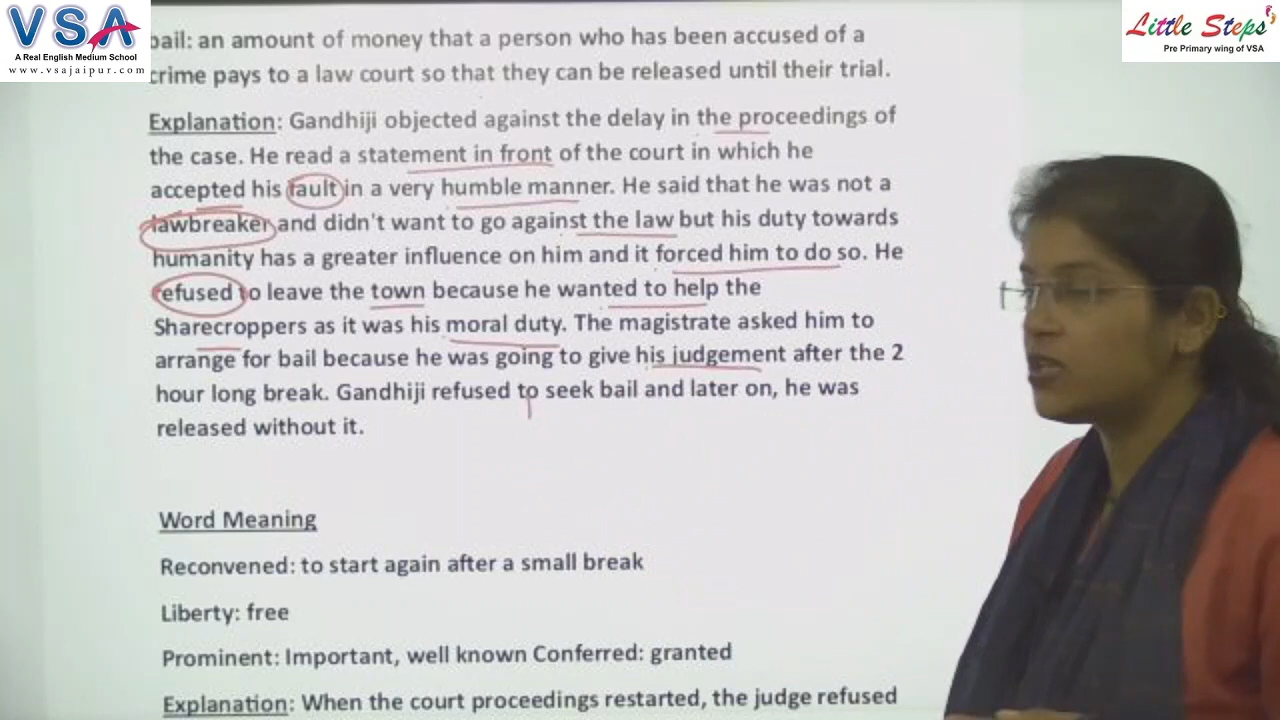 VSA
A Real English Medium School
www.vsajaipur.com
Little Steps
Pre Primary wing of VSA
bail: an amount of money that a person who has been accused of a
crime pays to a law court so that they can be released until their trial.
Explanation: Gandhiji objected against the delay in the proceedings of
the case. He read a statement in front of the court in which he
accepted his fault in a very humble manner. He said that he was not a
lawbreaker and didn't want to go against the law but his duty towards
humanity has a greater influence on him and it forced him to do so. He
refused to leave the town because he wanted to help the
Sharecroppers as it was his moral duty. The magistrate asked him to
arrange for bail because he was going to give his judgement after the 2
hour long break. Gandhiji refused to seek bail and later on, he was
released without it.
Word Meaning
Reconvened: to start again after a small break
Liberty: free
Prominent: Important, well known Conferred: granted
Explanation: When the court proceedings restarted, the judge refused